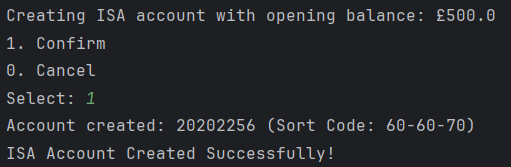 Creating ISA account with opening balance: £500.0
1. Confirm
0. Cancel
Select: 1
Account created: 20202256 (Sort Code: 60-60-70)
ISA Account Created Successfully!